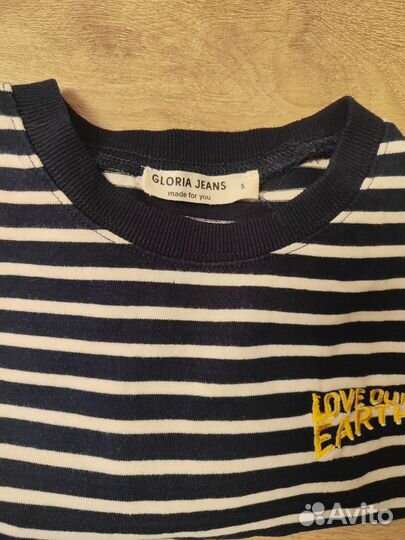 GLORIA JEANS S
made for you
LOVE OUR
EARTH
Avito